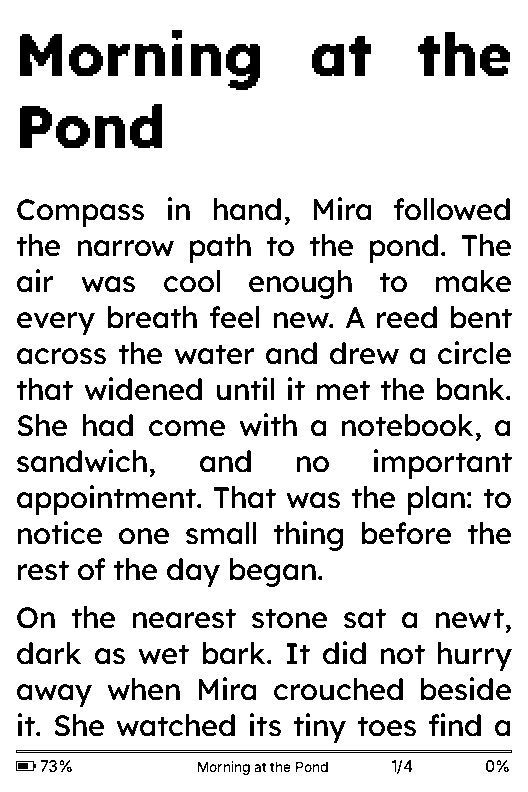 Morning at the
Pond
Compass in hand, Mira followed
the narrow path to the pond. The
air was cool enough to make
every breath feel new. A reed bent
across the water and drew a circle
that widened until it met the bank.
She had come with a notebook, a
sandwich, and no important
appointment. That was the plan: to
notice one small thing before the
rest of the day began.
On the nearest stone sat a newt,
dark as wet bark. It did not hurry
away when Mira crouched beside
it. She watched its tiny toes find a
73% Morning at the Pond 1/4 0%